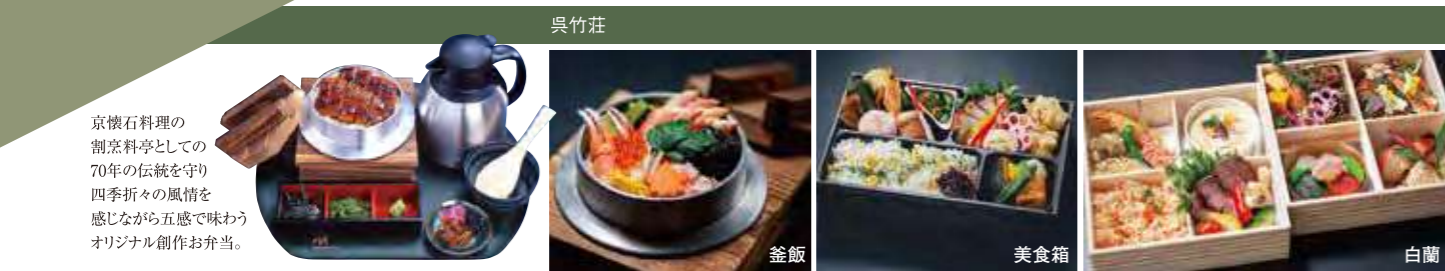 呉竹荘
京懐石料理の
割烹料亭としての
70年の伝統を守り
四季折々の風情を
感じながら五感で味わう
オリジナル創作お弁当。
釜飯
美食箱
白蘭